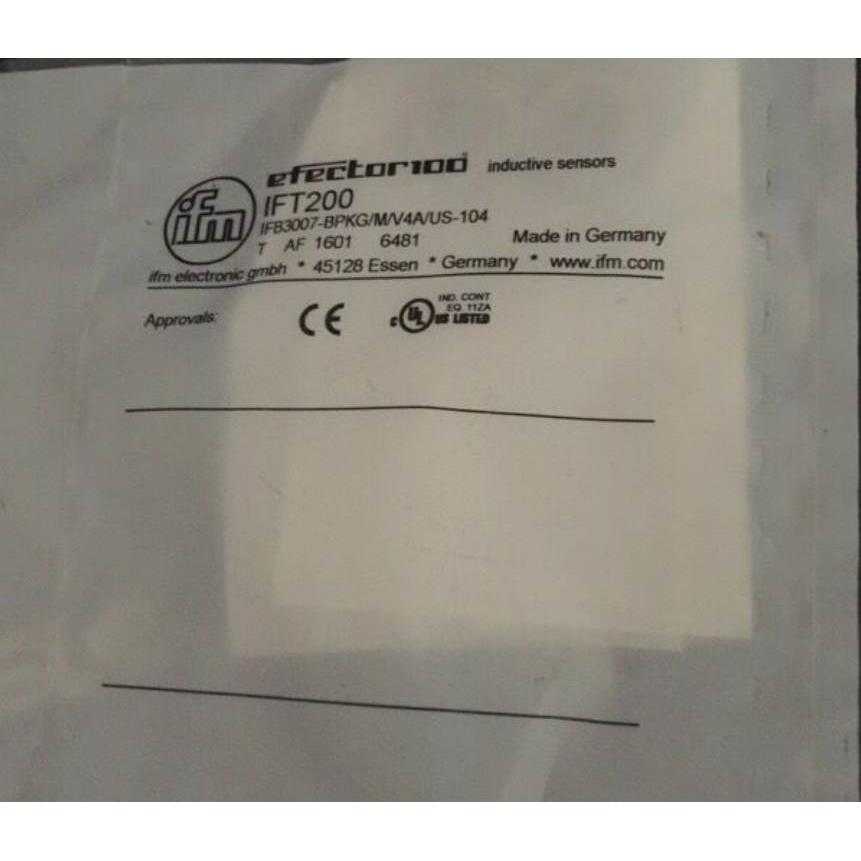 efector100 inductive sensors
ifm
IFT200
IFB3007-BPKG/M/V4A/US-104
T AF 1601 6481 Made in Germany
ifm electronic gmbh * 45128 Essen * Germany * www.ifm.com
Approvals: CE c UL US LISTED
IND. CONT
EQ 11ZA